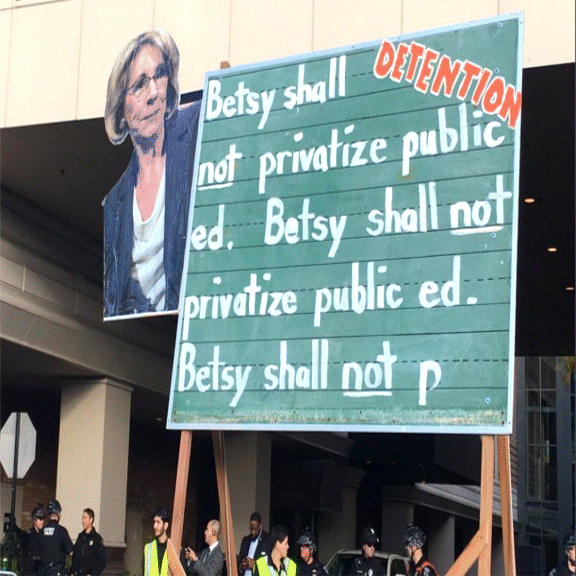 DETENTION
Betsy shall
not privatize public
ed. Betsy shall not
privatize public ed.
Betsy shall not p